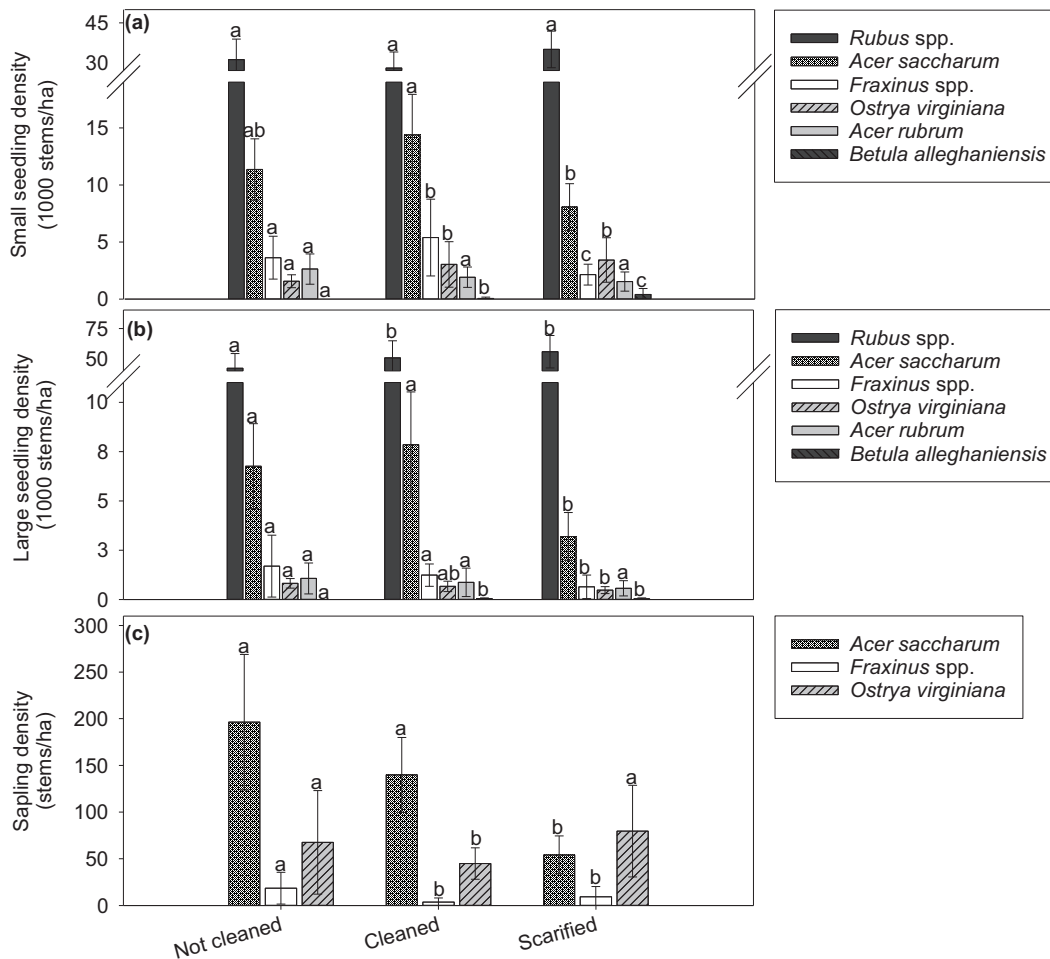 (a)
Small seedling density
(1000 stems/ha)
45
30
15
10
5
0
a
ab
a
a
a
a
a
a
b
b
a
b
a
b
c
a
a
c
Rubus spp.
Acer saccharum
Fraxinus spp.
Ostrya virginiana
Acer rubrum
Betula alleghaniensis
(b)
Large seedling density
(1000 stems/ha)
75
50
10
8
5
3
0
a
a
a
a
a
a
b
a
a
ab
a
b
b
b
b
b
a
b
Rubus spp.
Acer saccharum
Fraxinus spp.
Ostrya virginiana
Acer rubrum
Betula alleghaniensis
(c)
Sapling density
(stems/ha)
300
250
200
150
100
50
0
a
a
a
a
b
b
b
b
a
Acer saccharum
Fraxinus spp.
Ostrya virginiana
Not cleaned
Cleaned
Scarified